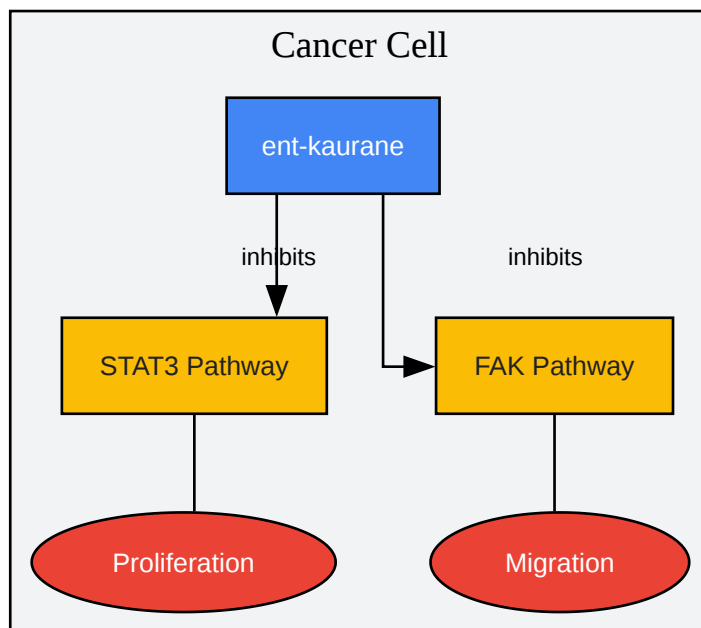 Cancer Cell
ent-kaurane
inhibits
inhibits
STAT3 Pathway
FAK Pathway
Proliferation
Migration